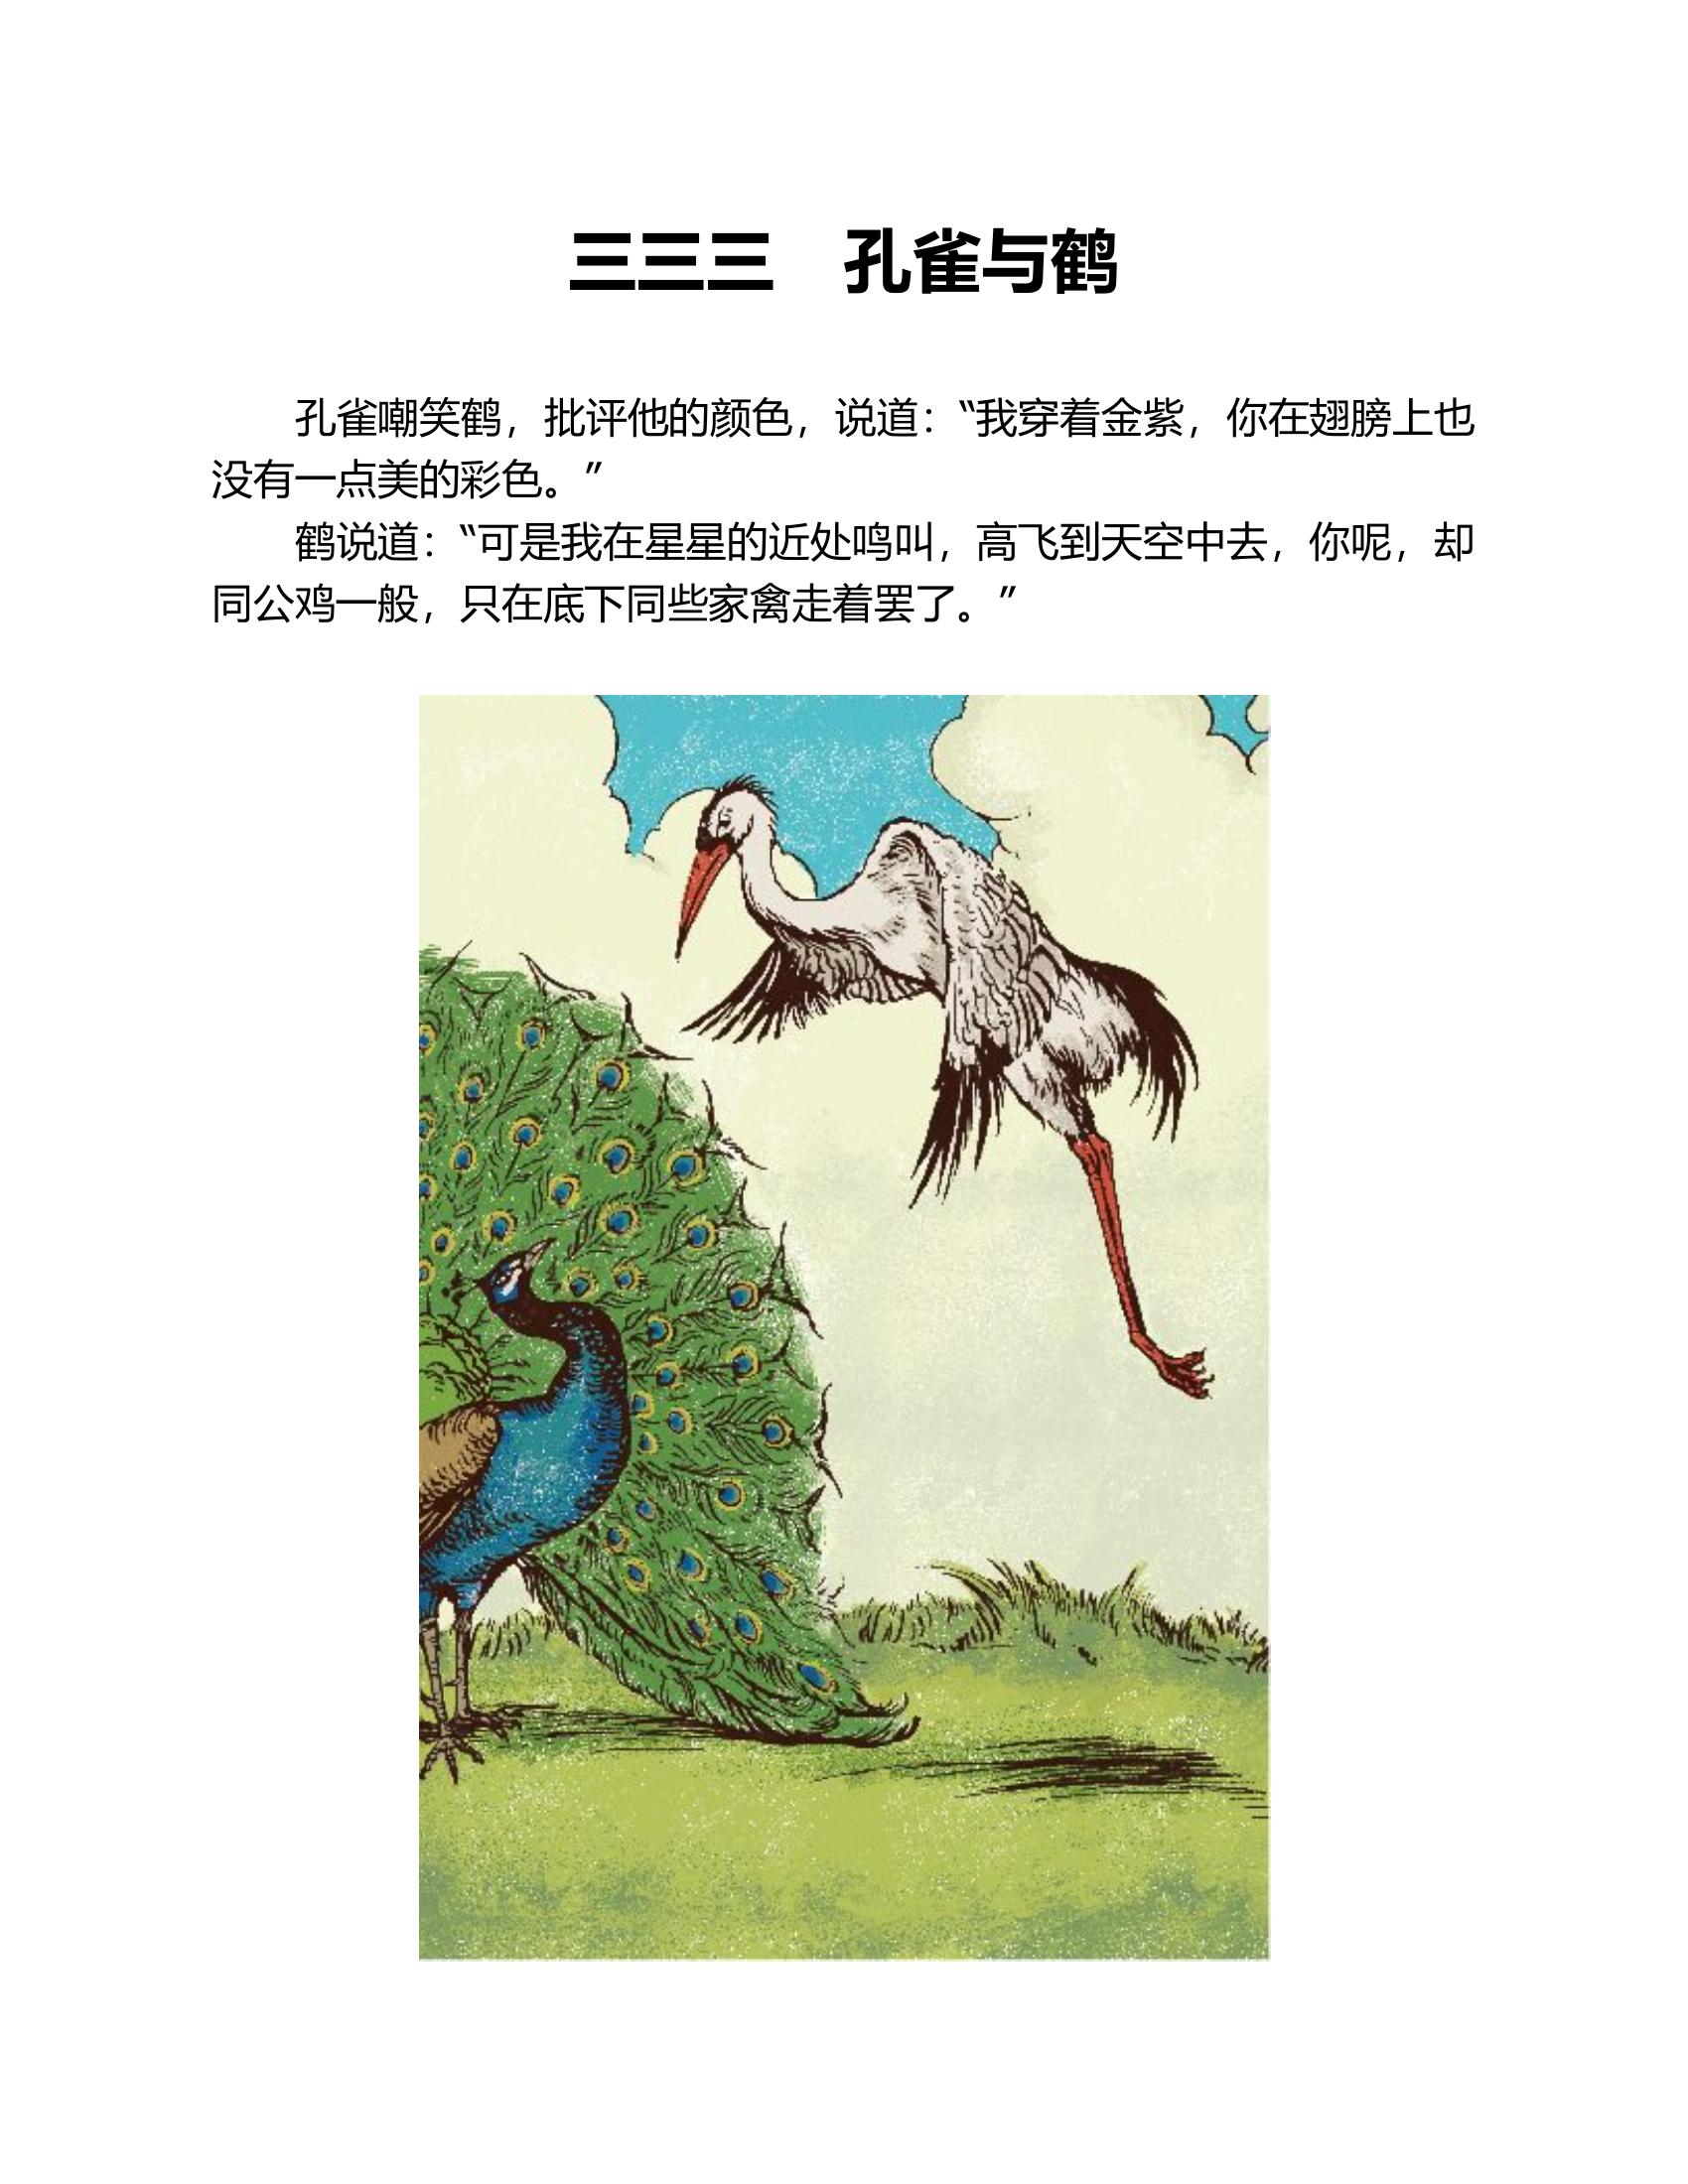 三三三　孔雀与鹤
孔雀嘲笑鹤，批评他的颜色，说道：“我穿着金紫，你在翅膀上也
没有一点美的彩色。”
鹤说道：“可是我在星星的近处鸣叫，高飞到天空中去，你呢，却
同公鸡一般，只在底下同些家禽走着罢了。”